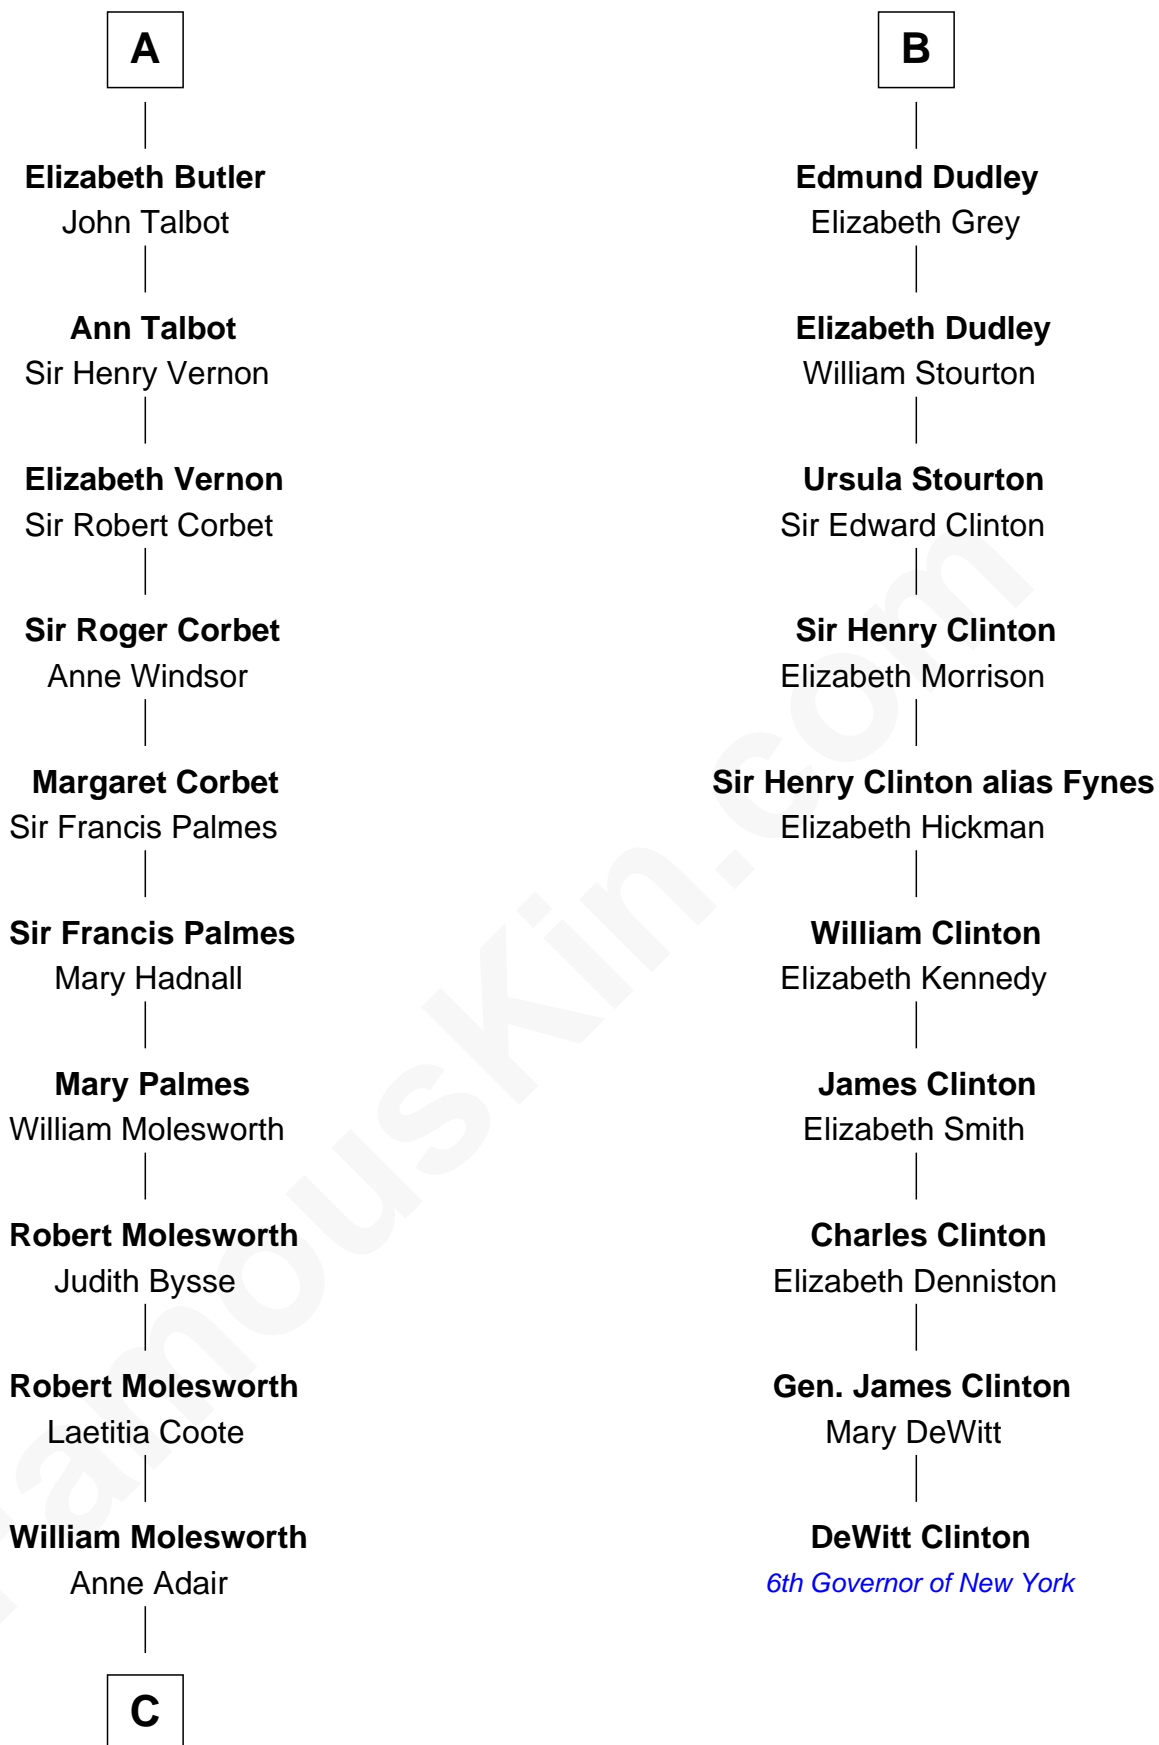 A
Elizabeth Butler
John Talbot
Ann Talbot
Sir Henry Vernon
Elizabeth Vernon
Sir Robert Corbet
Sir Roger Corbet
Anne Windsor
Margaret Corbet
Sir Francis Palmes
Sir Francis Palmes
Mary Hadnall
Mary Palmes
William Molesworth
Robert Molesworth
Judith Bysse
Robert Molesworth
Laetitia Coote
William Molesworth
Anne Adair
C
B
Edmund Dudley
Elizabeth Grey
Elizabeth Dudley
William Stourton
Ursula Stourton
Sir Edward Clinton
Sir Henry Clinton
Elizabeth Morrison
Sir Henry Clinton alias Fynes
Elizabeth Hickman
William Clinton
Elizabeth Kennedy
James Clinton
Elizabeth Smith
Charles Clinton
Elizabeth Denniston
Gen. James Clinton
Mary DeWitt
DeWitt Clinton
6th Governor of New York
FamousKin.com